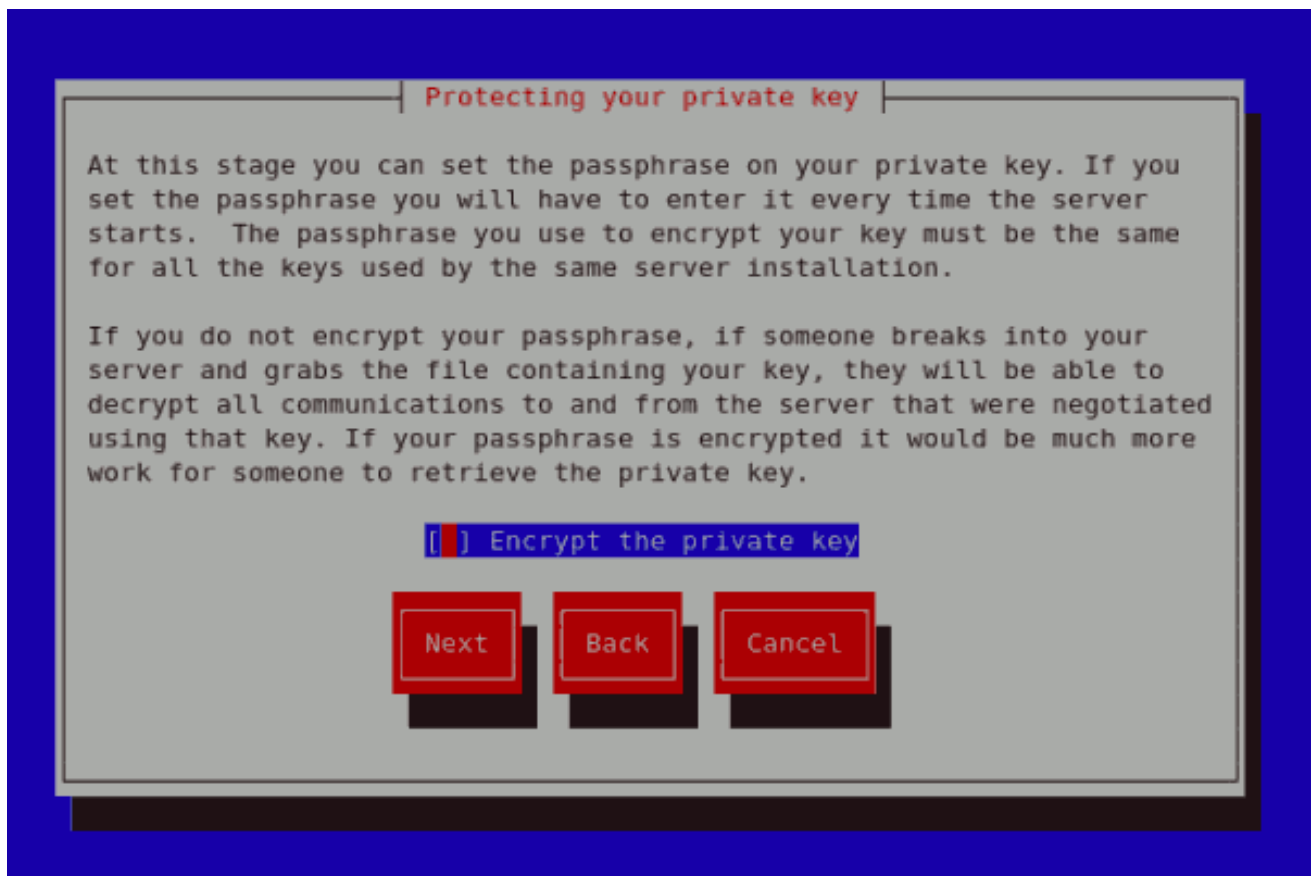 Protecting your private key
At this stage you can set the passphrase on your private key. If you
set the passphrase you will have to enter it every time the server
starts.  The passphrase you use to encrypt your key must be the same
for all the keys used by the same server installation.
If you do not encrypt your passphrase, if someone breaks into your
server and grabs the file containing your key, they will be able to
decrypt all communications to and from the server that were negotiated
using that key. If your passphrase is encrypted it would be much more
work for someone to retrieve the private key.
[ ] Encrypt the private key
Next Back Cancel